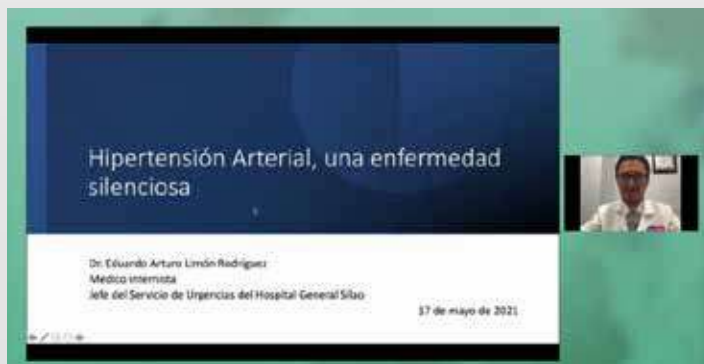 Hipertensión Arterial, una enfermedad
silenciosa
Dr. Eduardo Arturo Limón Rodríguez
Medico internista
Jefe del Servicio de Urgencias del Hospital General Silao
17 de mayo de 2021